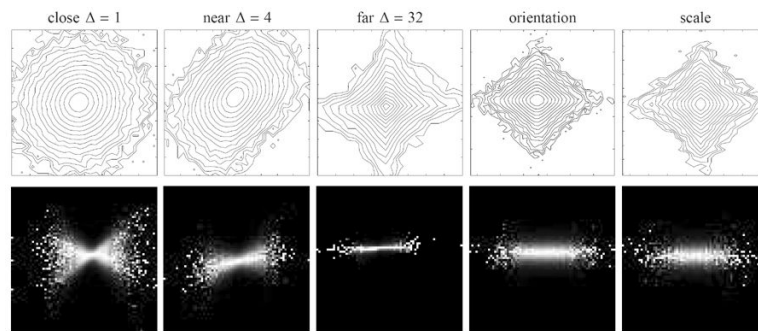 close Δ = 1 near Δ = 4 far Δ = 32 orientation scale